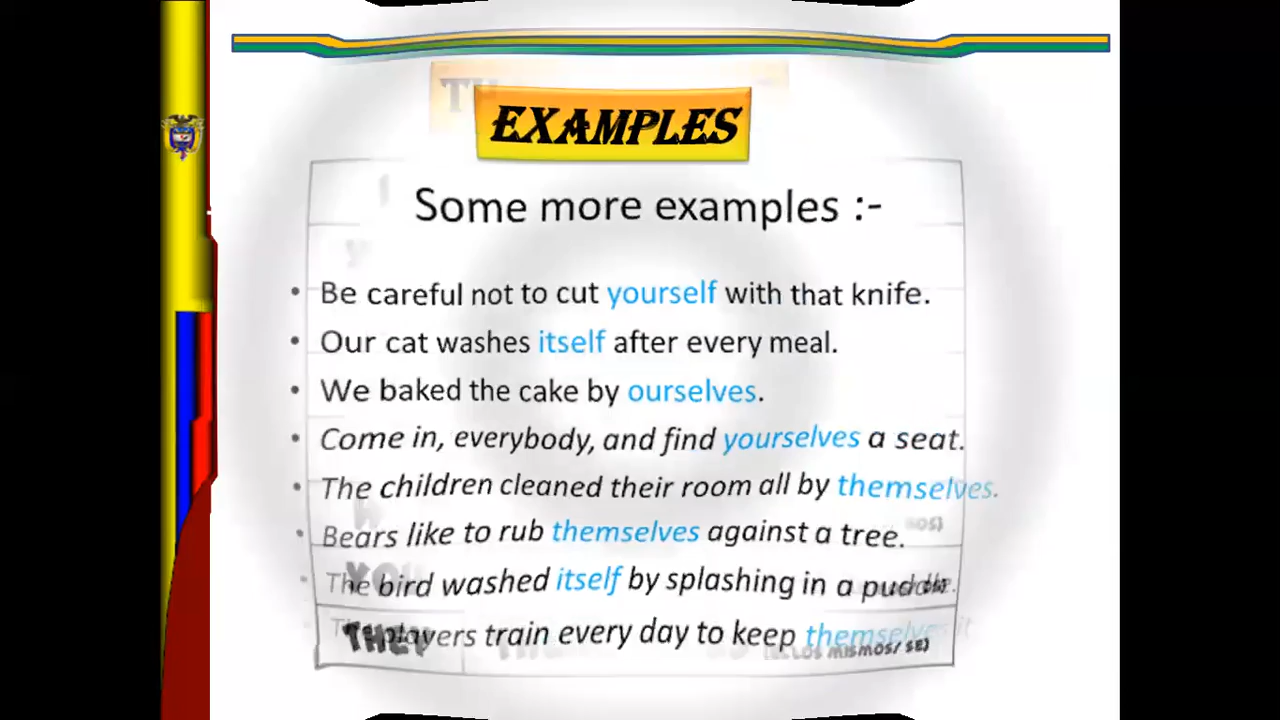 EXAMPLES
Some more examples :-
• Be careful not to cut yourself with that knife.
• Our cat washes itself after every meal.
• We baked the cake by ourselves.
• Come in, everybody, and find yourselves a seat.
• The children cleaned their room all by themselves.
• Bears like to rub themselves against a tree.
• The bird washed itself by splashing in a puddle.
The players train every day to keep themselves
YOU
THEY
LOS MISMOS/ SE)